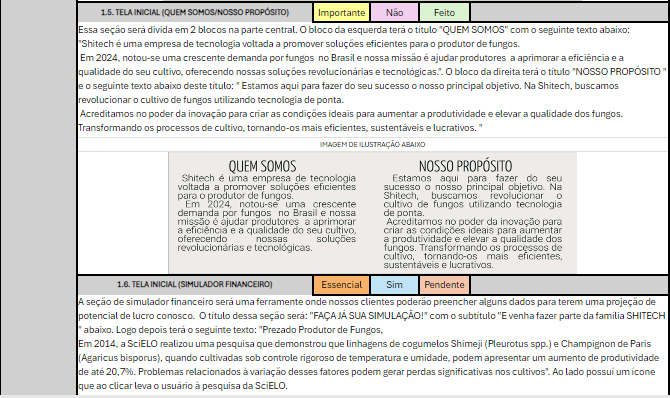 1.5. TELA INICIAL (QUEM SOMOS/NOSSO PROPÓSITO) Importante Não Feito
Essa seção será divida em 2 blocos na parte central. O bloco da esquerda terá o título "QUEM SOMOS" com o seguinte texto abaixo:
"Shitech é uma empresa de tecnologia voltada a promover soluções eficientes para o produtor de fungos.
Em 2024, notou-se uma crescente demanda por fungos no Brasil e nossa missão é ajudar produtores a aprimorar a eficiência e a
qualidade do seu cultivo, oferecendo nossas soluções revolucionárias e tecnológicas.". O bloco da direita terá o título "NOSSO PROPÓSITO "
e o seguinte texto abaixo deste título: " Estamos aqui para fazer do seu sucesso o nosso principal objetivo. Na Shitech, buscamos
revolucionar o cultivo de fungos utilizando tecnologia de ponta.
Acreditamos no poder da inovação para criar as condições ideais para aumentar a produtividade e elevar a qualidade dos fungos.
Transformando os processos de cultivo, tornando-os mais eficientes, sustentáveis e lucrativos. "
IMAGEM DE ILUSTRAÇÃO ABAIXO
QUEM SOMOS
Shitech é uma empresa de tecnologia
voltada a promover soluções eficientes
para o produtor de fungos.
Em 2024, notou-se uma crescente
demanda por fungos no Brasil e nossa
missão é ajudar produtores a aprimorar
a eficiência e a qualidade do seu cultivo,
oferecendo nossas soluções
revolucionárias e tecnológicas.
NOSSO PROPÓSITO
Estamos aqui para fazer do seu
sucesso o nosso principal objetivo. Na
Shitech, buscamos revolucionar o
cultivo de fungos utilizando tecnologia
de ponta.
Acreditamos no poder da inovação para
criar as condições ideais para aumentar
a produtividade e elevar a qualidade dos
fungos. Transformando os processos de
cultivo, tornando-os mais eficientes,
sustentáveis e lucrativos.
1.6. TELA INICIAL (SIMULADOR FINANCEIRO) Essencial Sim Pendente
A seção de simulador financeiro será uma ferramente onde nossos clientes poderão preencher alguns dados para terem uma projeção de
potencial de lucro conosco. O título dessa seção será: "FAÇA JÁ SUA SIMULAÇÃO!" com o subtítulo "E venha fazer parte da família SHITECH
" abaixo. Logo depois terá o seguinte texto: "Prezado Produtor de Fungos,
Em 2014, a SciELO realizou uma pesquisa que demonstrou que linhagens de cogumelos Shimeji (Pleurotus spp.) e Champignon de Paris
(Agaricus bisporus), quando cultivadas sob controle rigoroso de temperatura e umidade, podem apresentar um aumento de produtividade
de até 20,7%. Problemas relacionados à variação desses fatores podem gerar perdas significativas nos cultivos". Ao lado possuí um ícone
que ao clicar leva o usuário à pesquisa da SciELO.